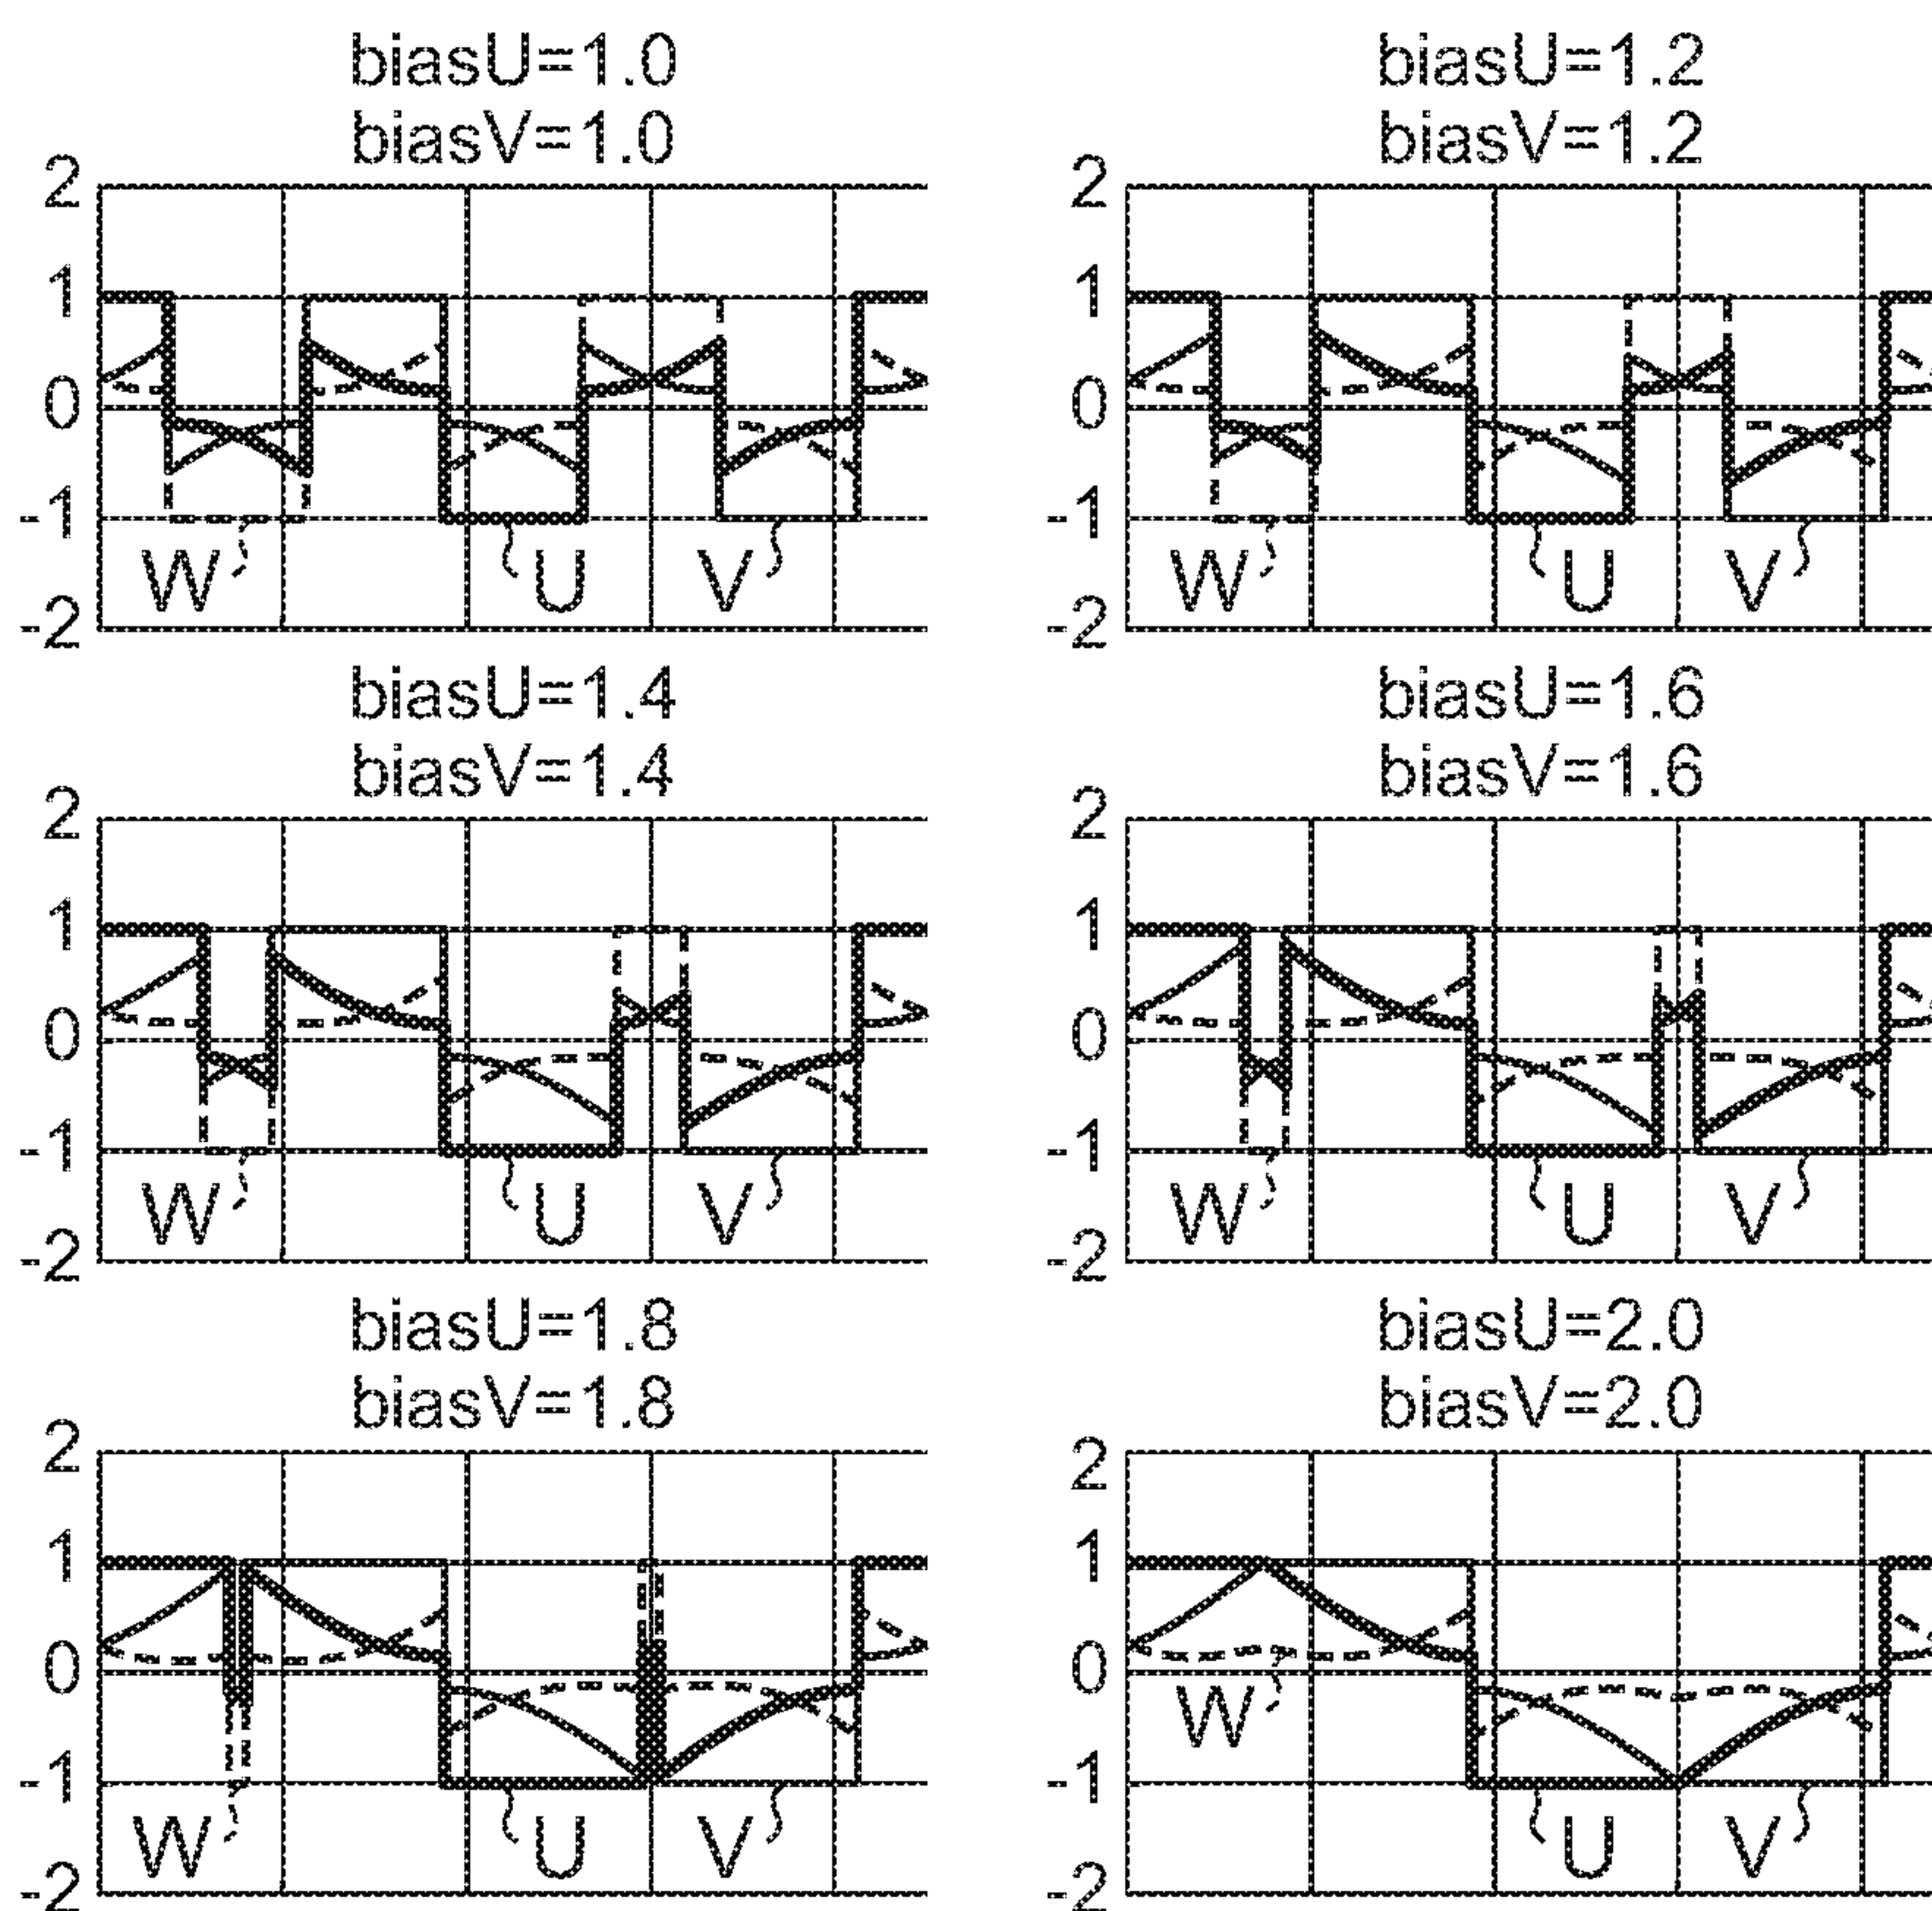 biasU=1.0
biasV=1.0
2
1
0
-1
-2
W
U
V
biasU=1.2
biasV=1.2
2
1
0
-1
-2
W
U
V
biasU=1.4
biasV=1.4
2
1
0
-1
-2
W
U
V
biasU=1.6
biasV=1.6
2
1
0
-1
-2
W
U
V
biasU=1.8
biasV=1.8
2
1
0
-1
-2
W
U
V
biasU=2.0
biasV=2.0
2
1
0
-1
-2
W
U
V